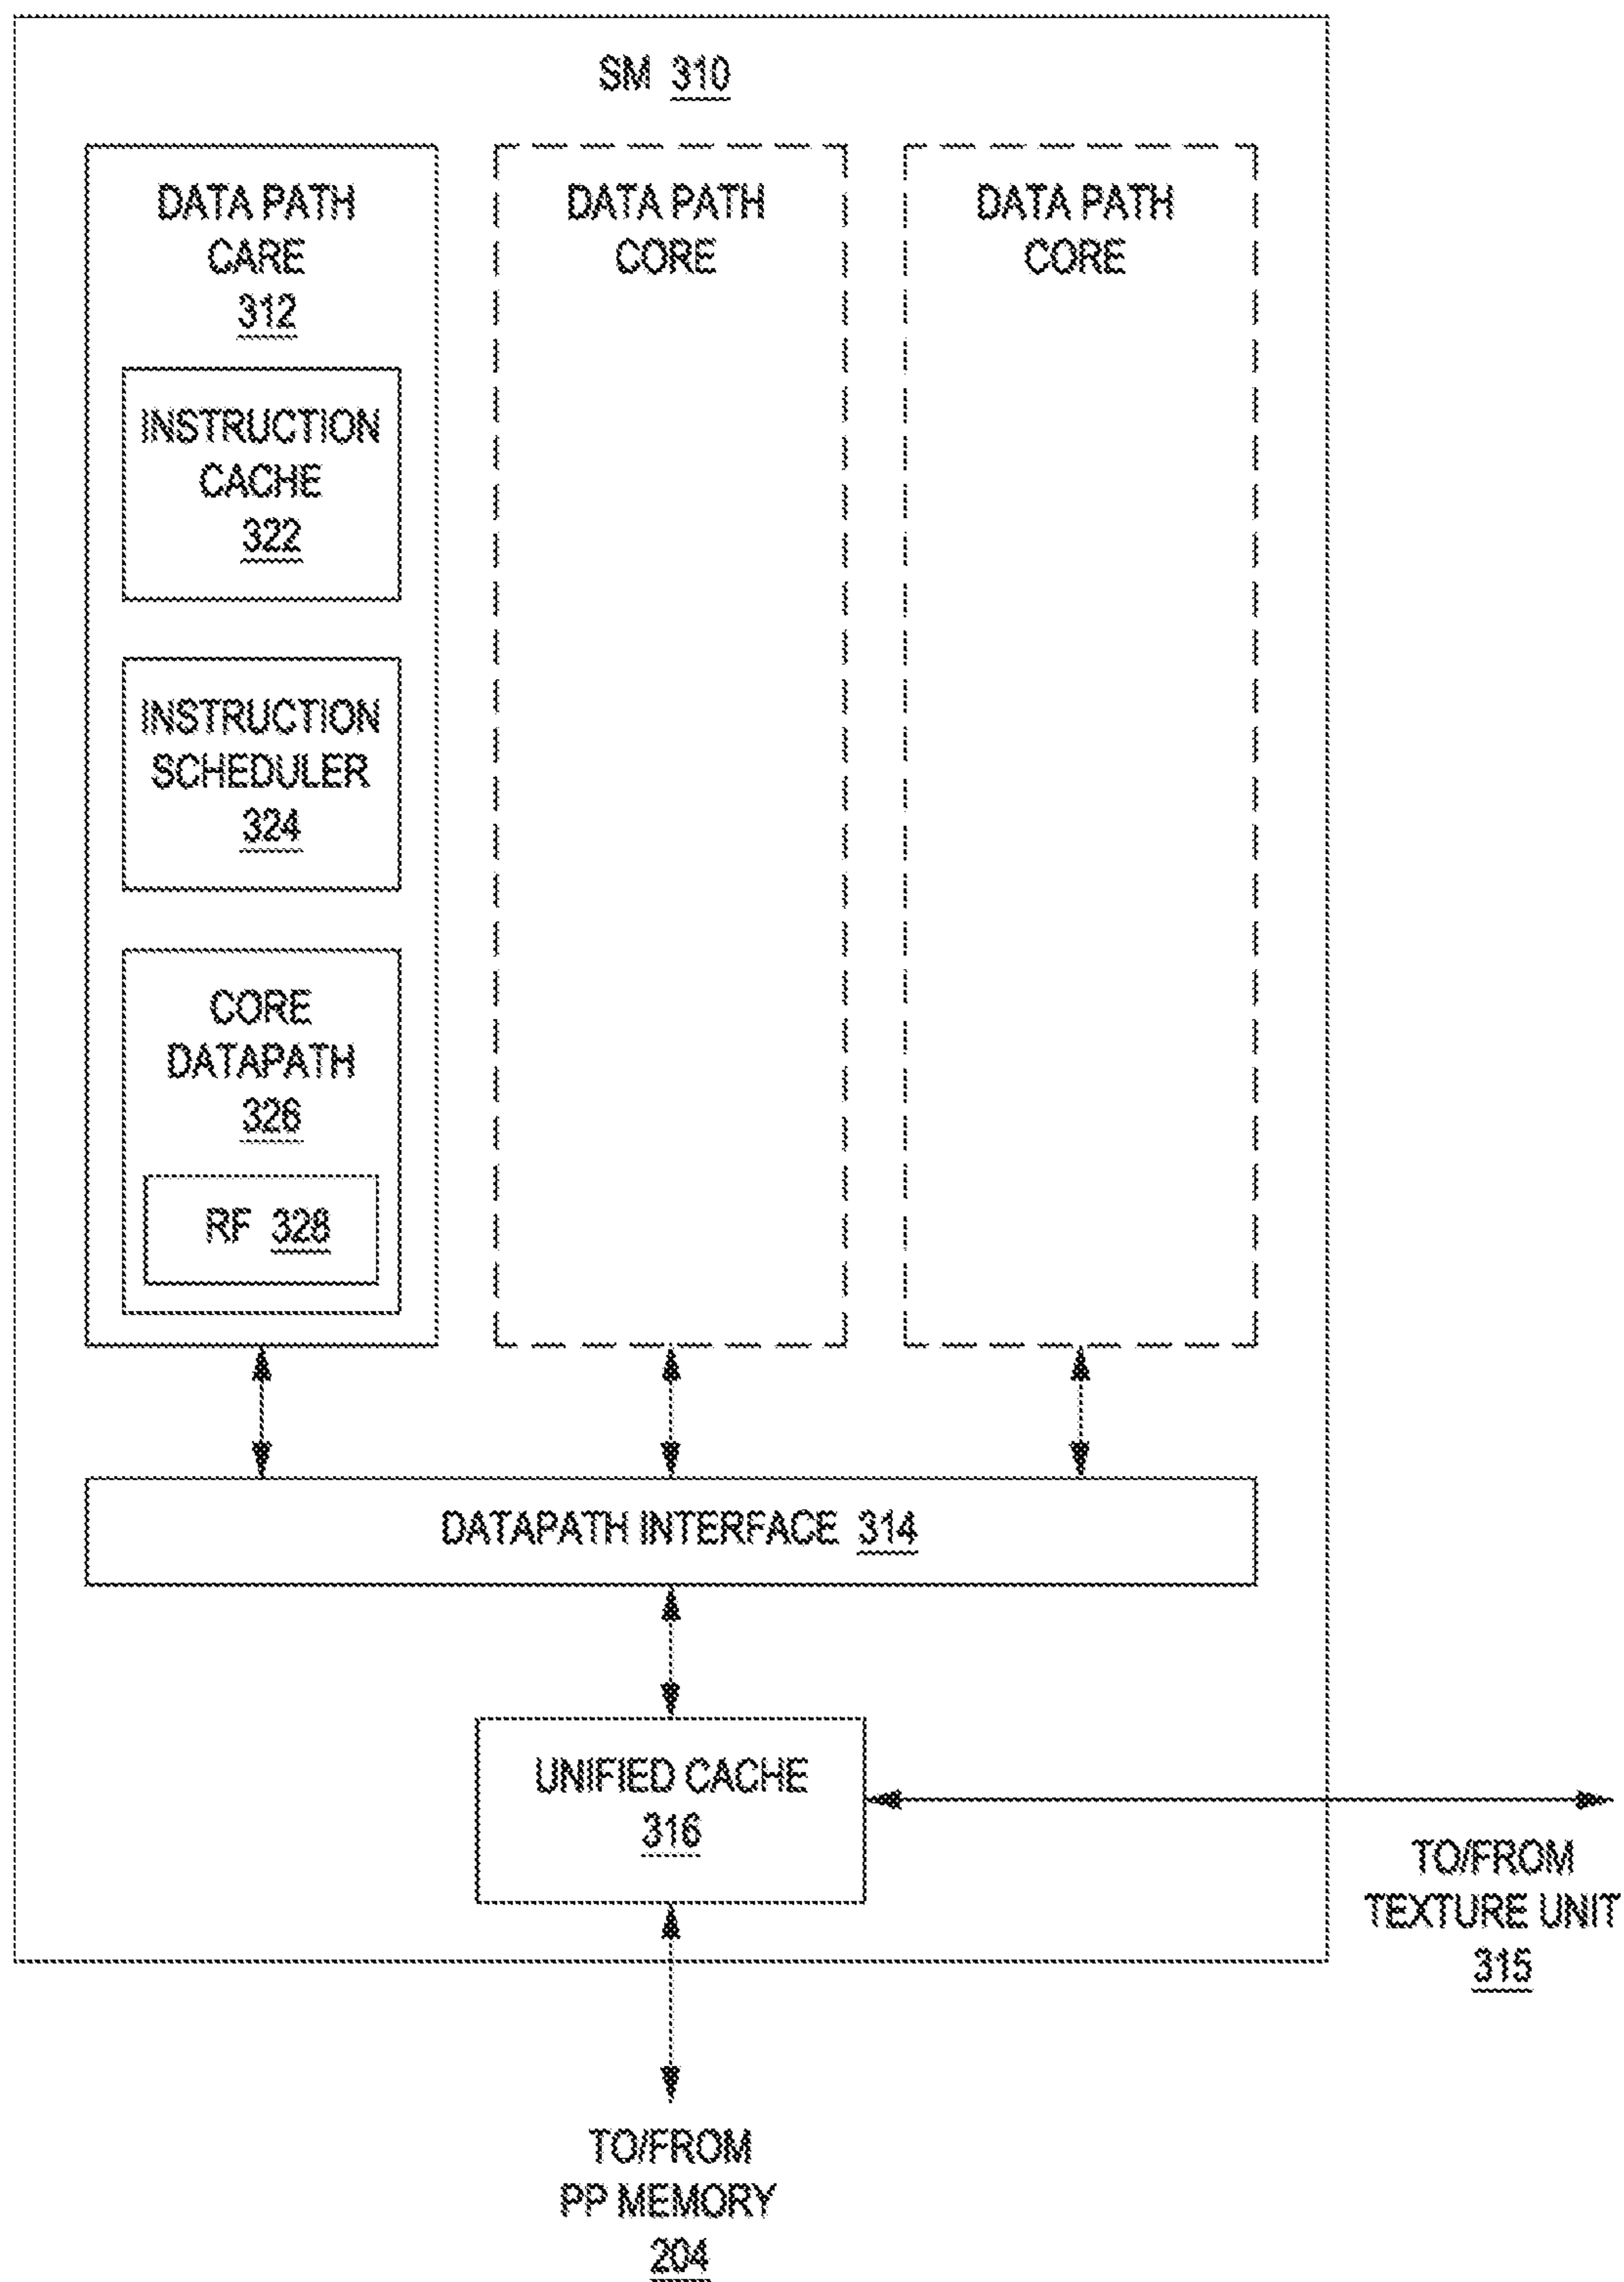 SM 310
DATA PATH
CARE
312
INSTRUCTION
CACHE
322
INSTRUCTION
SCHEDULER
324
CORE
DATAPATH
326
RF 328
DATA PATH
CORE
DATA PATH
CORE
DATAPATH INTERFACE 314
UNIFIED CACHE
316
TO/FROM
TEXTURE UNIT
315
TO/FROM
PP MEMORY
204